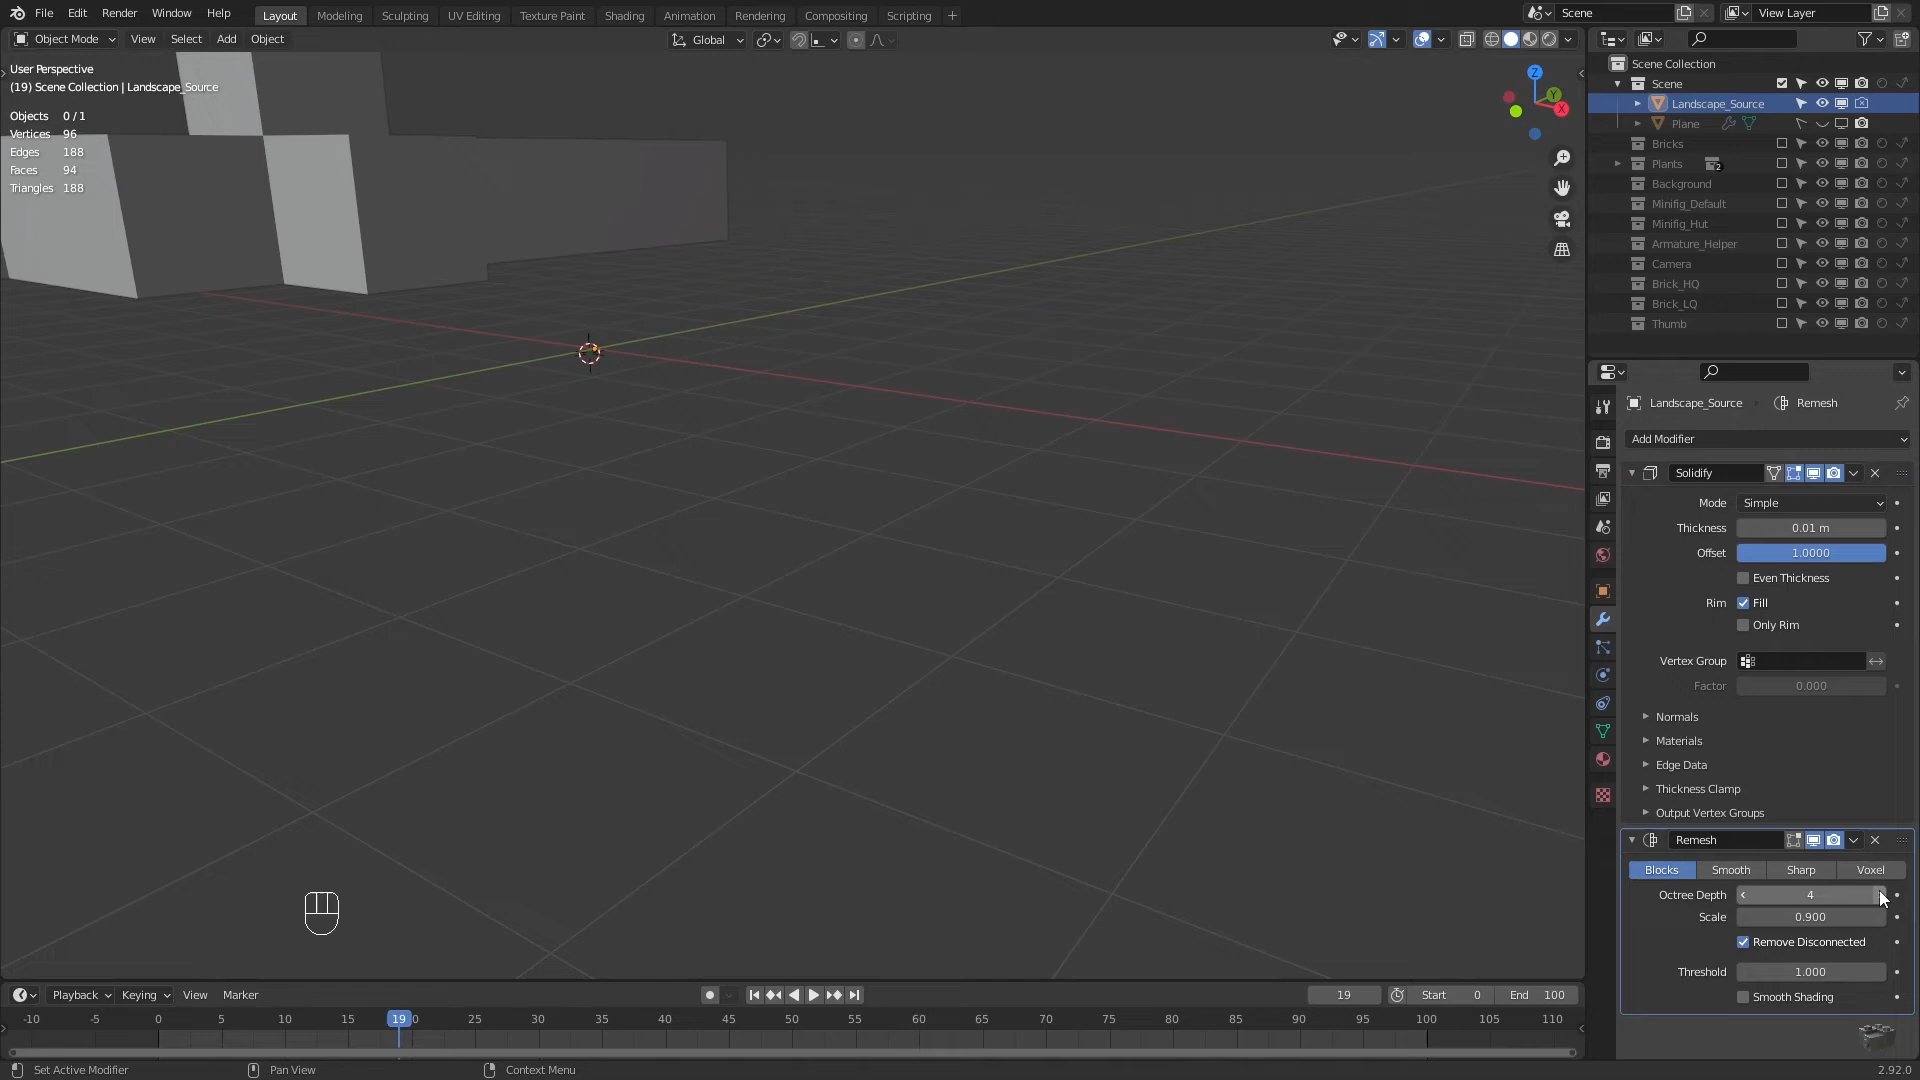 File Edit Render Window Help Layout Modeling Sculpting UV Editing Texture Paint Shading Animation Rendering Compositing Scripting + Scene View Layer
Object Mode View Select Add Object Global
User Perspective
(19) Scene Collection | Landscape_Source
Objects 0 / 1
Vertices 96
Edges 188
Faces 94
Triangles 188
Z
Y
X
Scene Collection
Scene
Landscape_Source
Plane
Bricks
Plants 2
Background
Minifig_Default
Minifig_Hut
Armature_Helper
Camera
Brick_HQ
Brick_LQ
Thumb
Landscape_Source Remesh
Add Modifier
Solidify
Mode Simple
Thickness 0.01 m
Offset 1.0000
Even Thickness
Rim Fill
Only Rim
Vertex Group
Factor 0.000
Normals
Materials
Edge Data
Thickness Clamp
Output Vertex Groups
Remesh
Blocks Smooth Sharp Voxel
Octree Depth 4
Scale 0.900
Remove Disconnected
Threshold 1.000
Smooth Shading
Playback Keying View Marker 19 Start 0 End 100
-10 -5 0 5 10 15 19 0 25 30 35 40 45 50 55 60 65 70 75 80 85 90 95 100 105 110
Set Active Modifier Pan View Context Menu 2.92.0